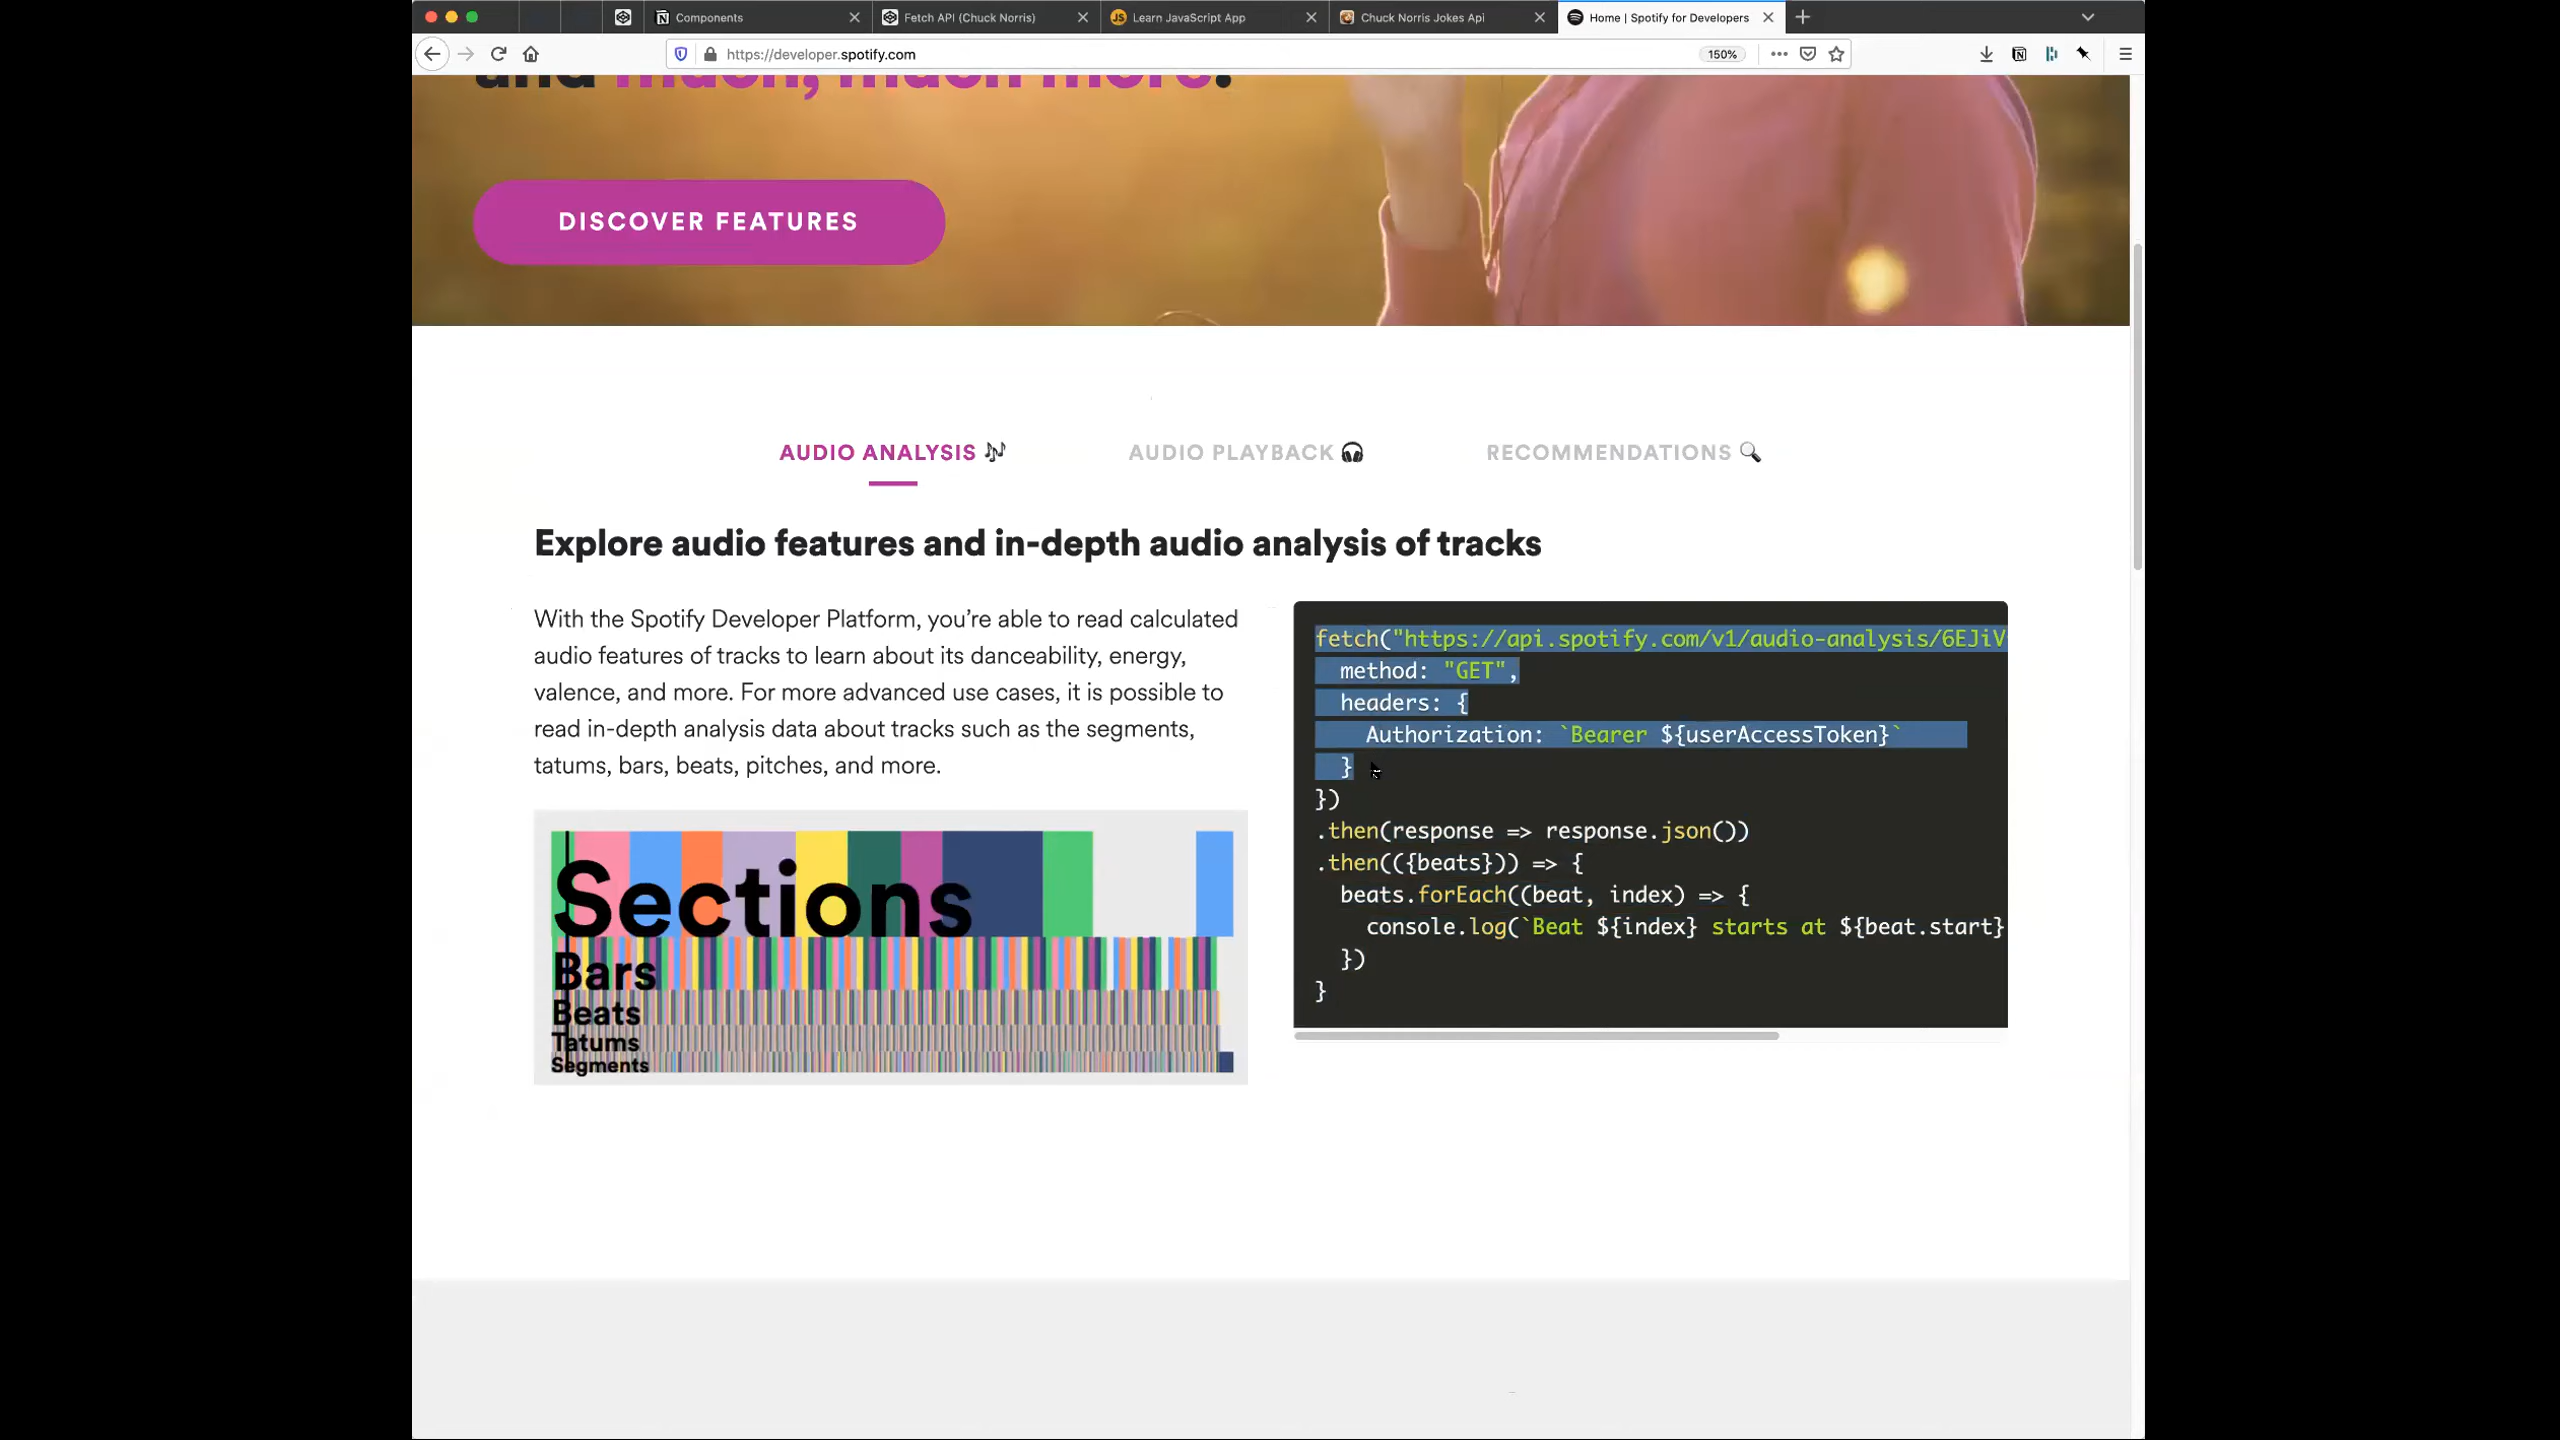 Components
Fetch API (Chuck Norris)
Learn JavaScript App
Chuck Norris Jokes Api
Home | Spotify for Developers
https://developer.spotify.com
150%
and much, much more.
DISCOVER FEATURES
AUDIO ANALYSIS
AUDIO PLAYBACK
RECOMMENDATIONS
Explore audio features and in-depth audio analysis of tracks
With the Spotify Developer Platform, you’re able to read calculated
audio features of tracks to learn about its danceability, energy,
valence, and more. For more advanced use cases, it is possible to
read in-depth analysis data about tracks such as the segments,
tatums, bars, beats, pitches, and more.
Sections
Bars
Beats
Tatums
Segments
fetch("https://api.spotify.com/v1/audio-analysis/6EJiV
method: "GET",
headers: {
Authorization: `Bearer ${userAccessToken}`
}
})
.then(response => response.json())
.then(({beats})) => {
beats.forEach((beat, index) => {
console.log(`Beat ${index} starts at ${beat.start}
})
}